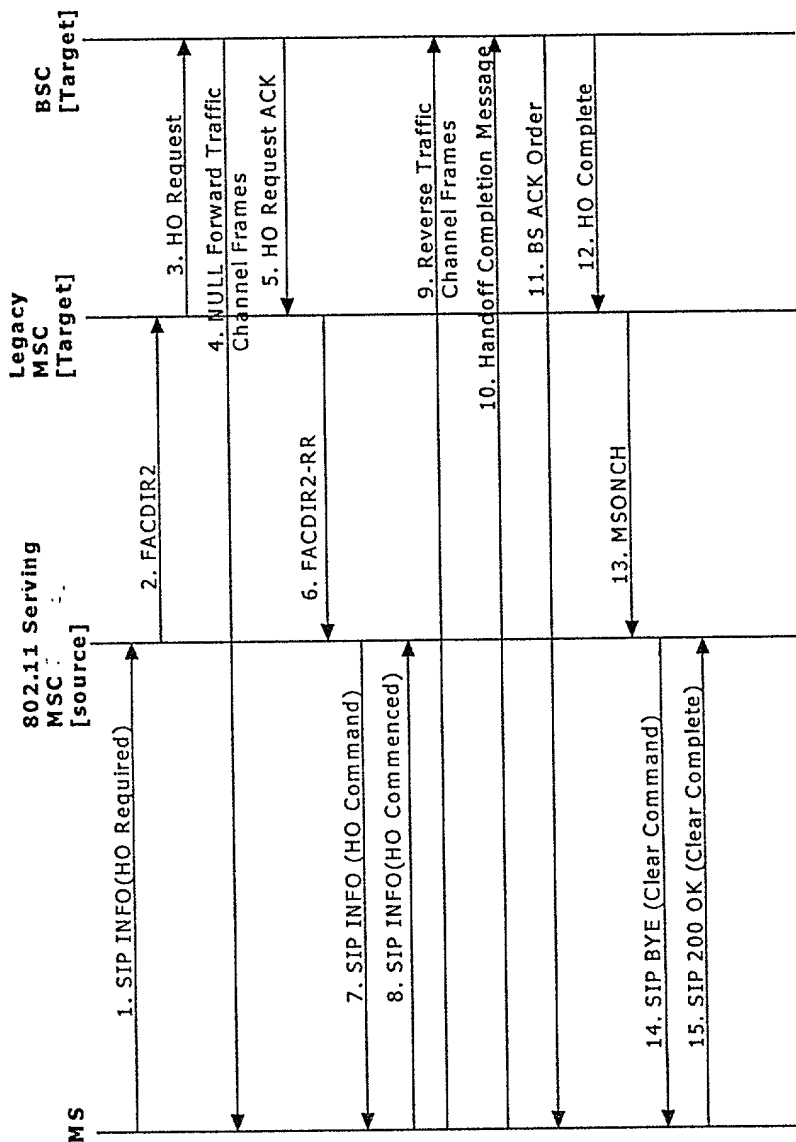 MS
802.11 Serving
MSC
[source]
Legacy
MSC
[Target]
BSC
[Target]
1. SIP INFO(HO Required)
2. FACDIR2
3. HO Request
4. NULL Forward Traffic
Channel Frames
5. HO Request ACK
6. FACDIR2-RR
7. SIP INFO (HO Command)
8. SIP INFO(HO Commenced)
9. Reverse Traffic
Channel Frames
10. Handoff Completion Message
11. BS ACK Order
12. HO Complete
13. MSONCH
14. SIP BYE (Clear Command)
15. SIP 200 OK (Clear Complete)